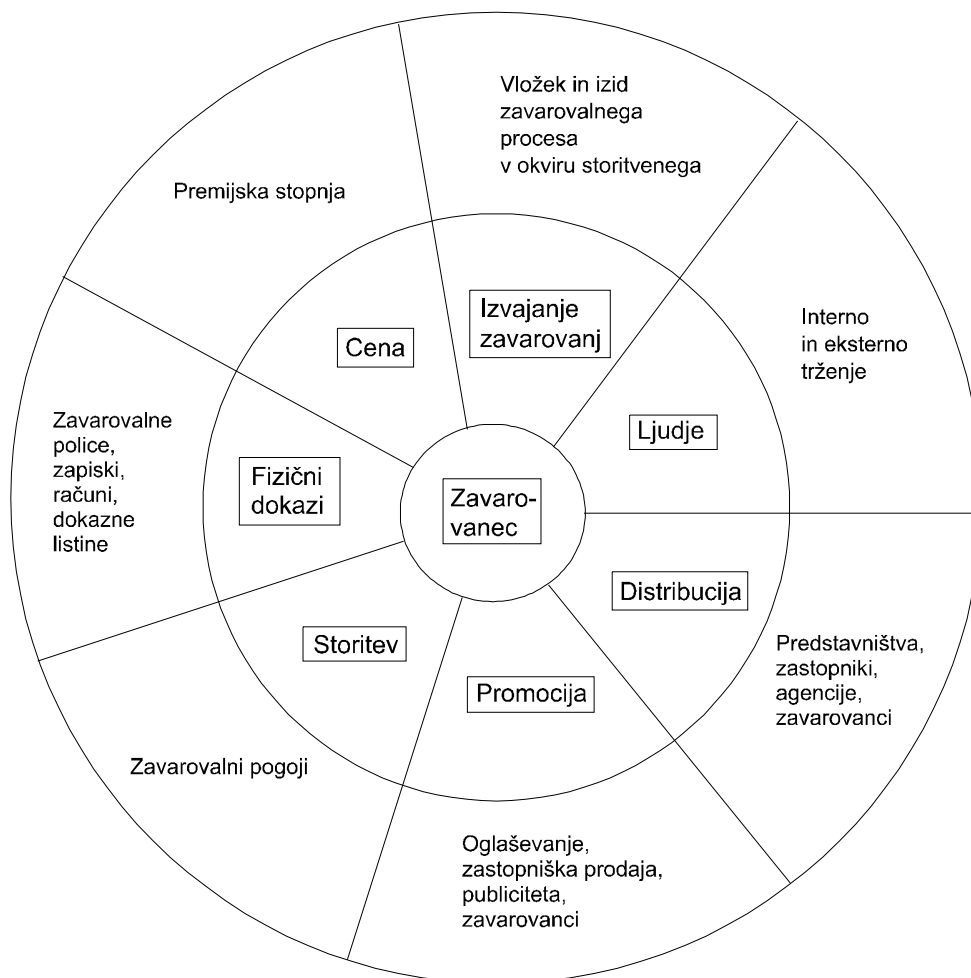 Vložek in izid
zavarovalnega
procesa
v okviru storitvenega
Premijska stopnja
Izvajanje
zavarovanj
Cena
Interno
in eksterno
trženje
Ljudje
Zavarovalne
police,
zapiski,
računi,
dokazne
listine
Fizični
dokazi
Zavaro-
vanec
Distribucija
Storitev
Promocija
Predstavništva,
zastopniki,
agencije,
zavarovanci
Zavarovalni pogoji
Oglaševanje,
zastopniška prodaja,
publiciteta,
zavarovanci